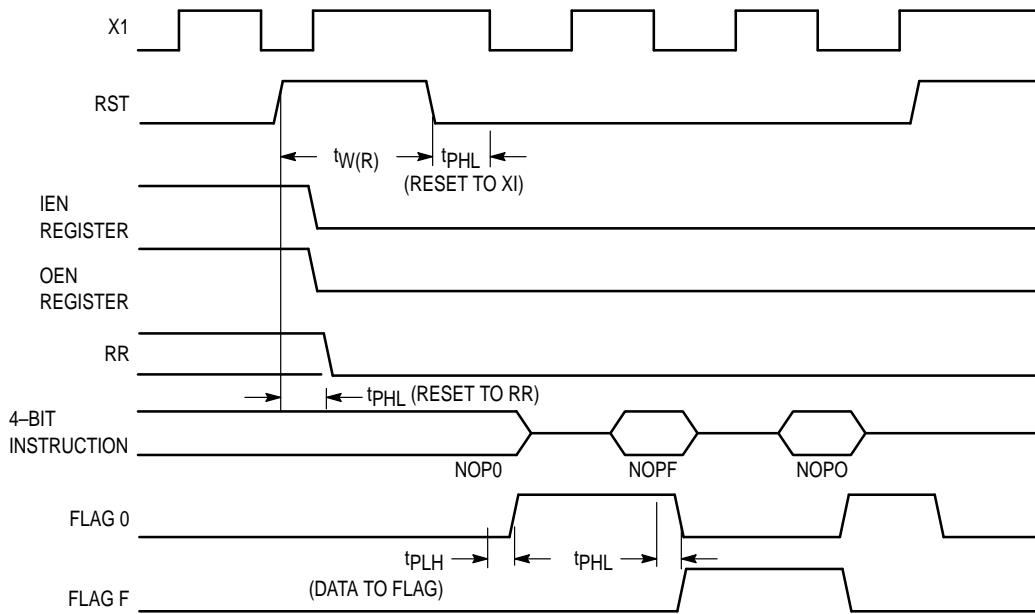 X1
RST
tW(R)
tPHL
(RESET TO XI)
IEN
REGISTER
OEN
REGISTER
RR
tPHL (RESET TO RR)
4–BIT
INSTRUCTION
NOP0
NOPF
NOPO
FLAG 0
tPLH
(DATA TO FLAG)
tPHL
FLAG F